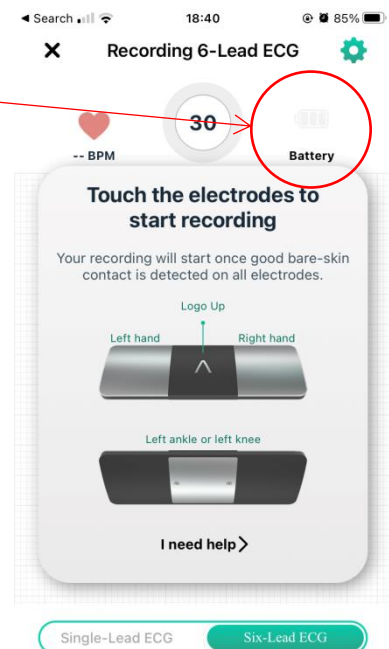 ◀ Search
18:40
85%
X Recording 6-Lead ECG
30
-- BPM
Battery
Touch the electrodes to
start recording
Your recording will start once good bare-skin
contact is detected on all electrodes.
Logo Up
Left hand
Right hand
Left ankle or left knee
I need help >
Single-Lead ECG
Six-Lead ECG